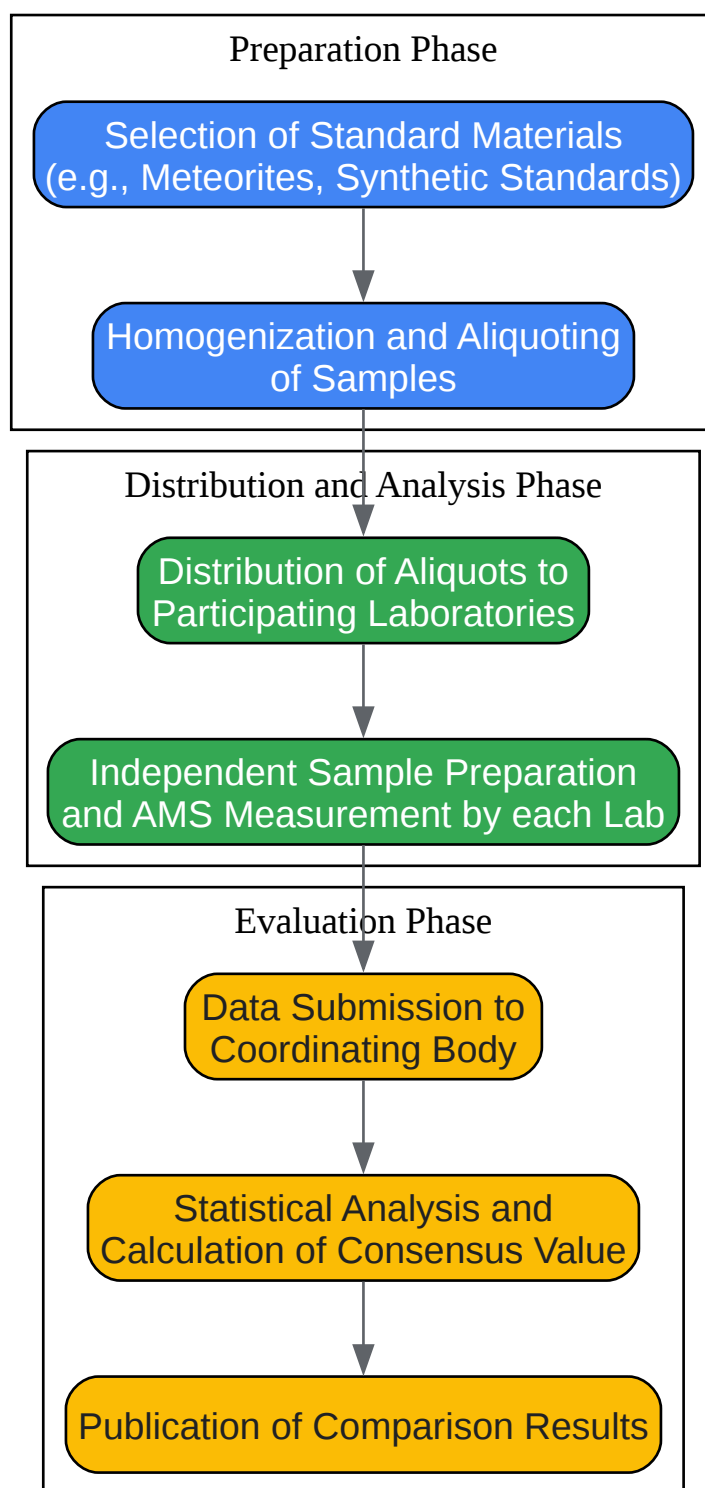 Preparation Phase
Selection of Standard Materials
(e.g., Meteorites, Synthetic Standards)
Homogenization and Aliquoting
of Samples
Distribution and Analysis Phase
Distribution of Aliquots to
Participating Laboratories
Independent Sample Preparation
and AMS Measurement by each Lab
Evaluation Phase
Data Submission to
Coordinating Body
Statistical Analysis and
Calculation of Consensus Value
Publication of Comparison Results